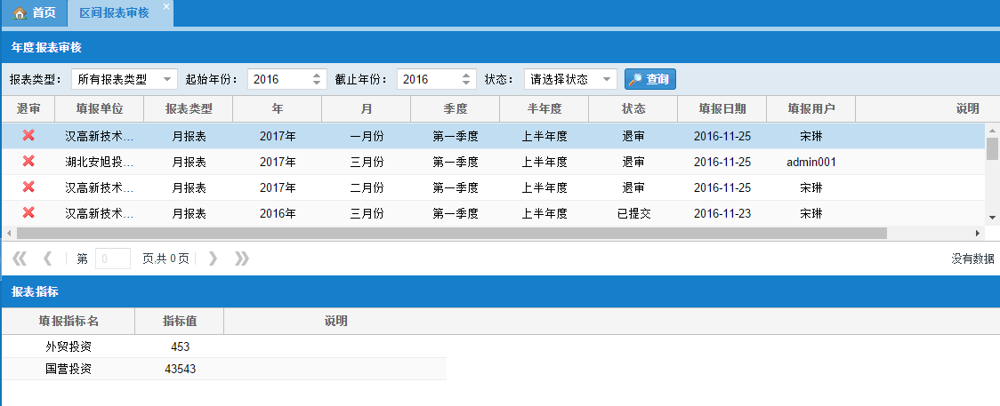 首页 区间报表审核
年度报表审核
报表类型: 所有报表类型 起始年份: 2016 截止年份: 2016 状态: 请选择状态 查询
退审 填报单位 报表类型 年 月 季度 半年度 状态 填报日期 填报用户 说明
汉高新技术... 月报表 2017年 一月份 第一季度 上半年度 退审 2016-11-25 宋琳
湖北安旭投... 月报表 2017年 三月份 第一季度 上半年度 退审 2016-11-25 admin001
汉高新技术... 月报表 2017年 二月份 第一季度 上半年度 退审 2016-11-25 宋琳
汉高新技术... 月报表 2016年 三月份 第一季度 上半年度 已提交 2016-11-23 宋琳
第 0 页,共 0 页 没有数据
报表指标
填报指标名 指标值 说明
外贸投资 453
国营投资 43543